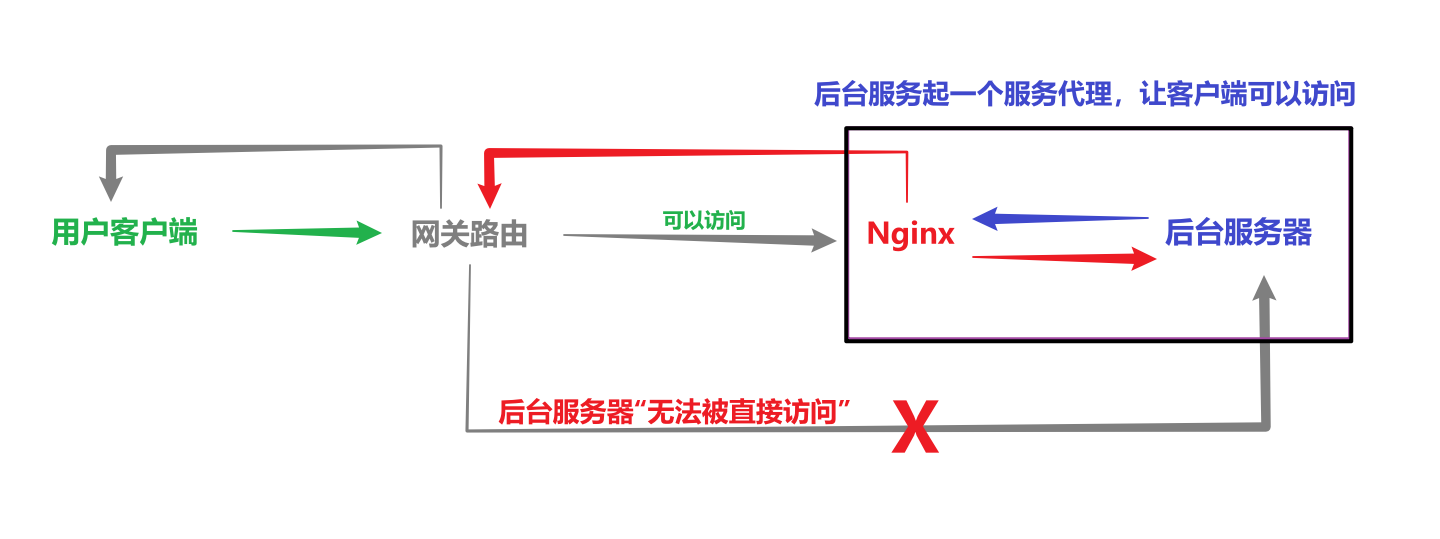 后台服务起一个服务代理，让客户端可以访问
用户客户端
网关路由
可以访问
Nginx
后台服务器
后台服务器“无法被直接访问”
X